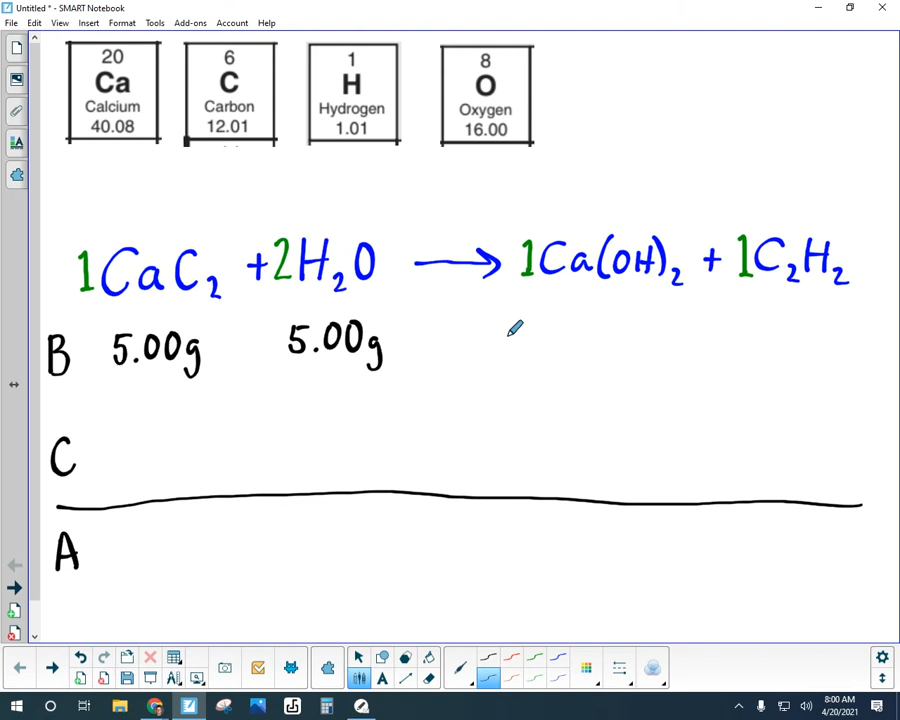 Untitled * - SMART Notebook
File Edit View Insert Format Tools Add-ons Account Help
20 6 1 8
Ca C H O
Calcium Carbon Hydrogen Oxygen
40.08 12.01 1.01 16.00
1CaC₂ + 2H₂O → 1Ca(OH)₂ + 1C₂H₂
B 5.00g 5.00g
C
A
8:00 AM
4/20/2021